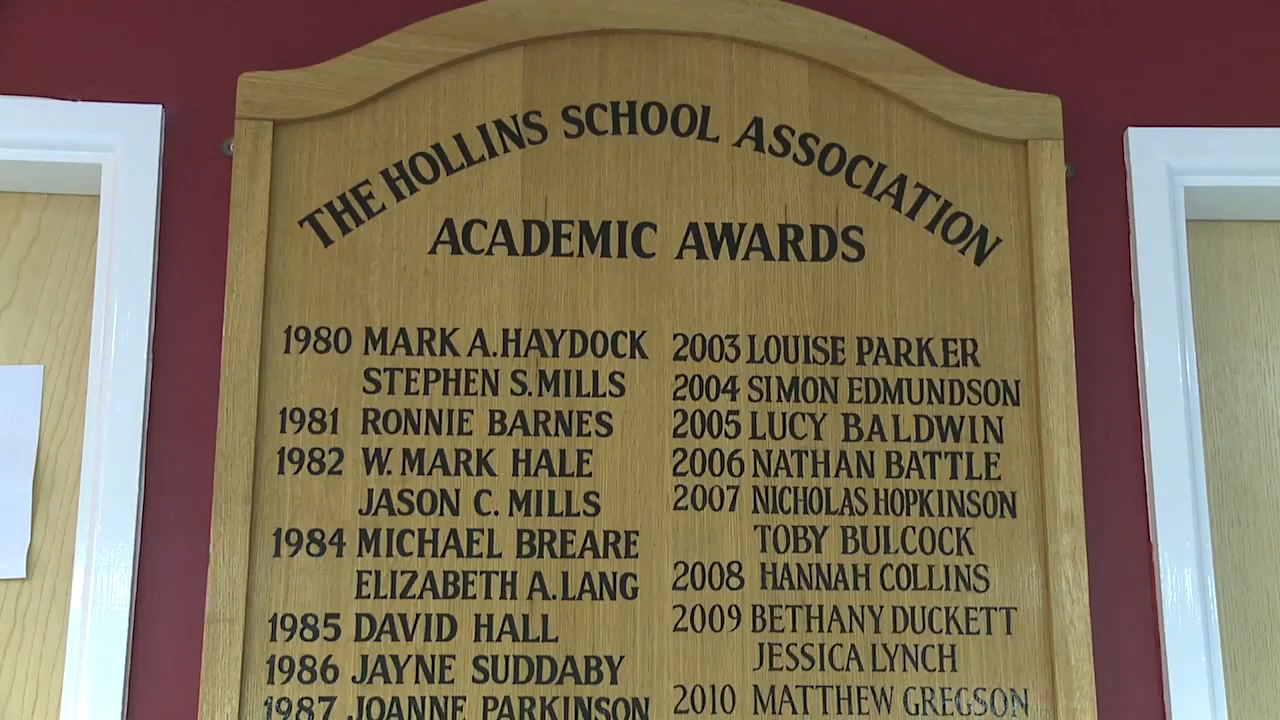 THE HOLLINS SCHOOL ASSOCIATION
ACADEMIC AWARDS
1980 MARK A. HAYDOCK
STEPHEN S. MILLS
1981 RONNIE BARNES
1982 W. MARK HALE
JASON C. MILLS
1984 MICHAEL BREARE
ELIZABETH A. LANG
1985 DAVID HALL
1986 JAYNE SUDDABY
1987 JOANNE PARKINSON
2003 LOUISE PARKER
2004 SIMON EDMUNDSON
2005 LUCY BALDWIN
2006 NATHAN BATTLE
2007 NICHOLAS HOPKINSON
TOBY BULCOCK
2008 HANNAH COLLINS
2009 BETHANY DUCKETT
JESSICA LYNCH
2010 MATTHEW GREGSON